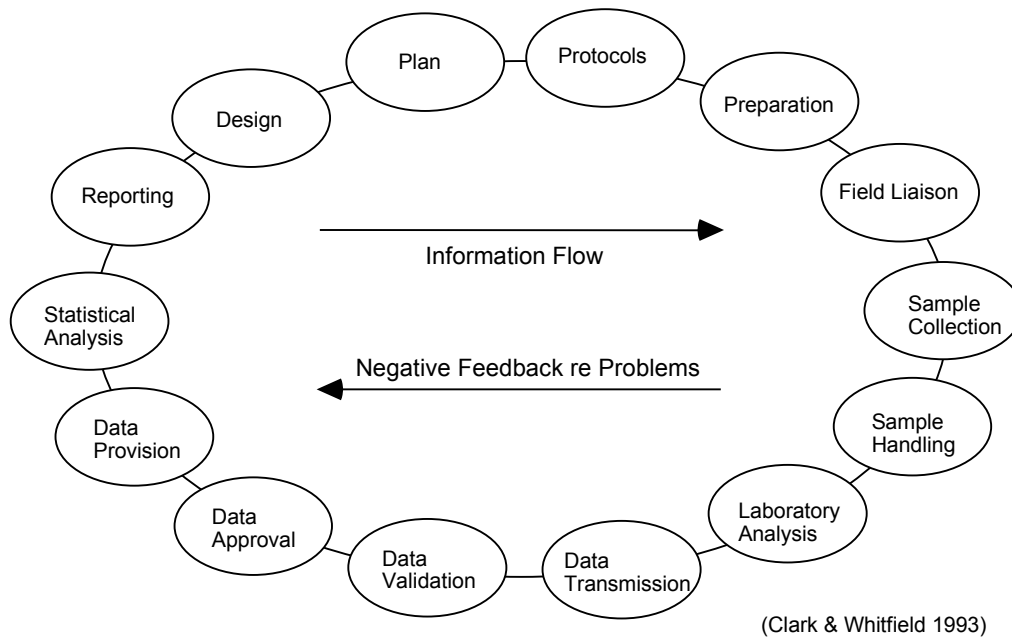 Plan
Protocols
Design
Preparation
Reporting
Field Liaison
Information Flow
Statistical
Analysis
Sample
Collection
Negative Feedback re Problems
Data
Provision
Sample
Handling
Data
Approval
Laboratory
Analysis
Data
Validation
Data
Transmission
(Clark & Whitfield 1993)